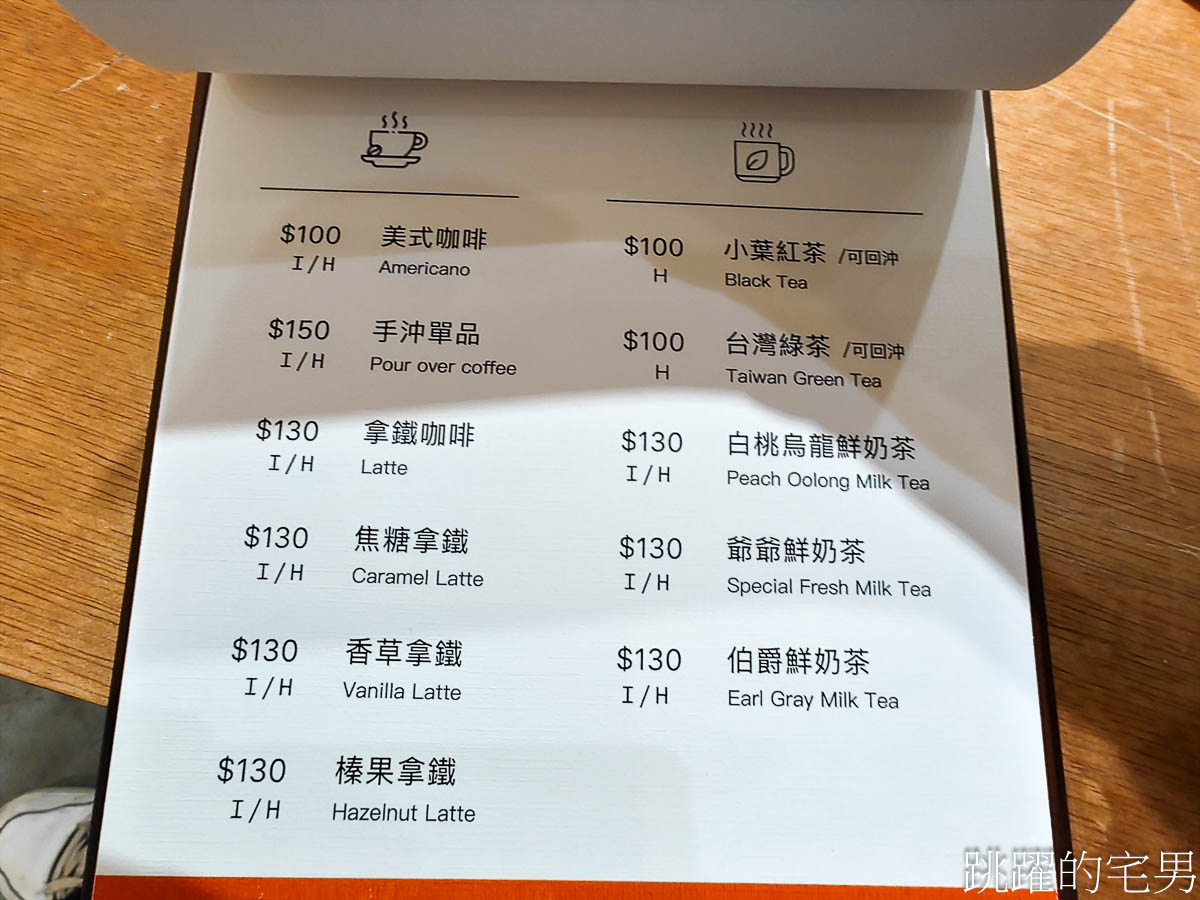 $100 美式咖啡
I/H Americano
$150 手沖單品
I/H Pour over coffee
$130 拿鐵咖啡
I/H Latte
$130 焦糖拿鐵
I/H Caramel Latte
$130 香草拿鐵
I/H Vanilla Latte
$130 榛果拿鐵
I/H Hazelnut Latte
$100 小葉紅茶 /可回沖
H Black Tea
$100 台灣綠茶 /可回沖
H Taiwan Green Tea
$130 白桃烏龍鮮奶茶
I/H Peach Oolong Milk Tea
$130 爺爺鮮奶茶
I/H Special Fresh Milk Tea
$130 伯爵鮮奶茶
I/H Earl Gray Milk Tea
跳躍的宅男